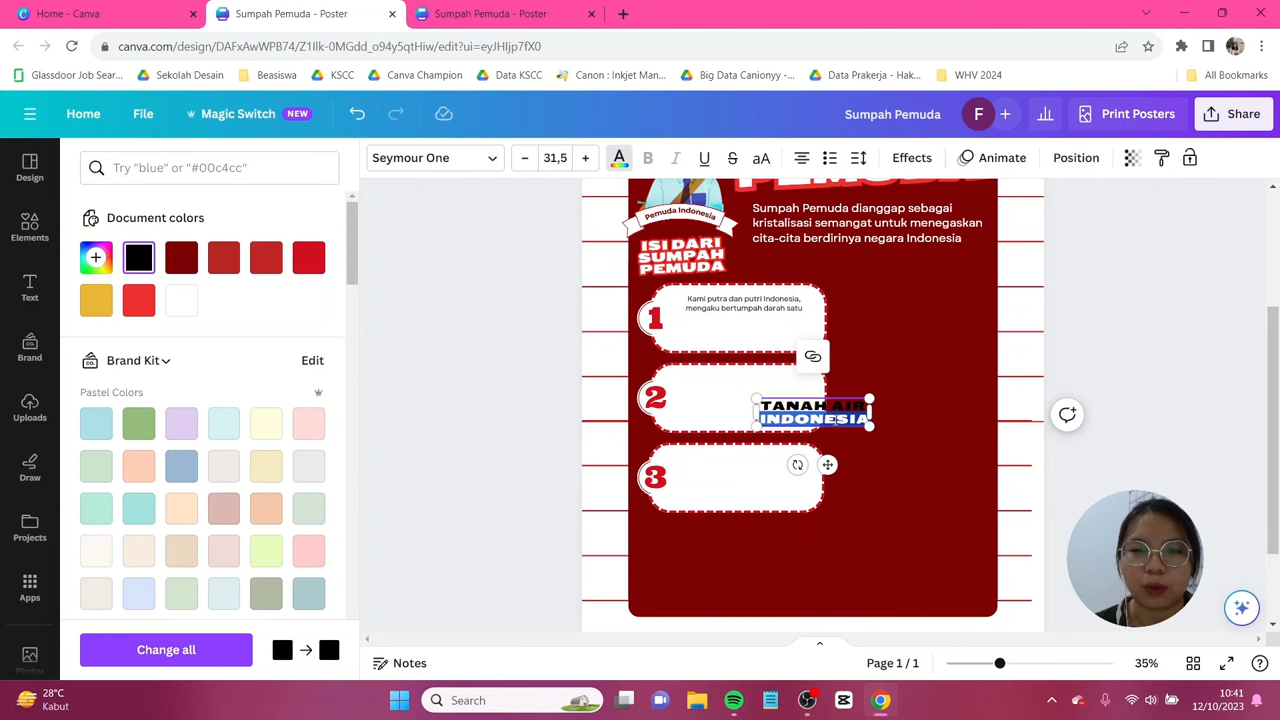 Home - Canva
Sumpah Pemuda - Poster
Sumpah Pemuda - Poster
canva.com/design/DAFxAwWPB74/Z1Ilk-0MGdd_o94y5qtHiw/edit?ui=eyJHIjp7fX0
Glassdoor Job Sear...
Sekolah Desain
Beasiswa
KSCC
Canva Champion
Data KSCC
Canon : Inkjet Man...
Big Data Canionyy -...
Data Prakerja - Hak...
WHV 2024
All Bookmarks
Home
File
Magic Switch
NEW
Sumpah Pemuda
F
Print Posters
Share
Design
Elements
Text
Brand
Uploads
Draw
Projects
Apps
Photos
Try "blue" or "#00c4cc"
Document colors
Brand Kit
Edit
Pastel Colors
Change all
Seymour One
31,5
A
B
I
U
S
aA
Effects
Animate
Position
PEMUDA
Pemuda Indonesia
Sumpah Pemuda dianggap sebagai
kristalisasi semangat untuk menegaskan
cita-cita berdirinya negara Indonesia
ISI DARI
SUMPAH
PEMUDA
1
Kami putra dan putri Indonesia,
mengaku bertumpah darah satu
2
TANAH AIR
INDONESIA
3
Notes
Page 1 / 1
35%
28°C
Kabut
Search
10:41
12/10/2023